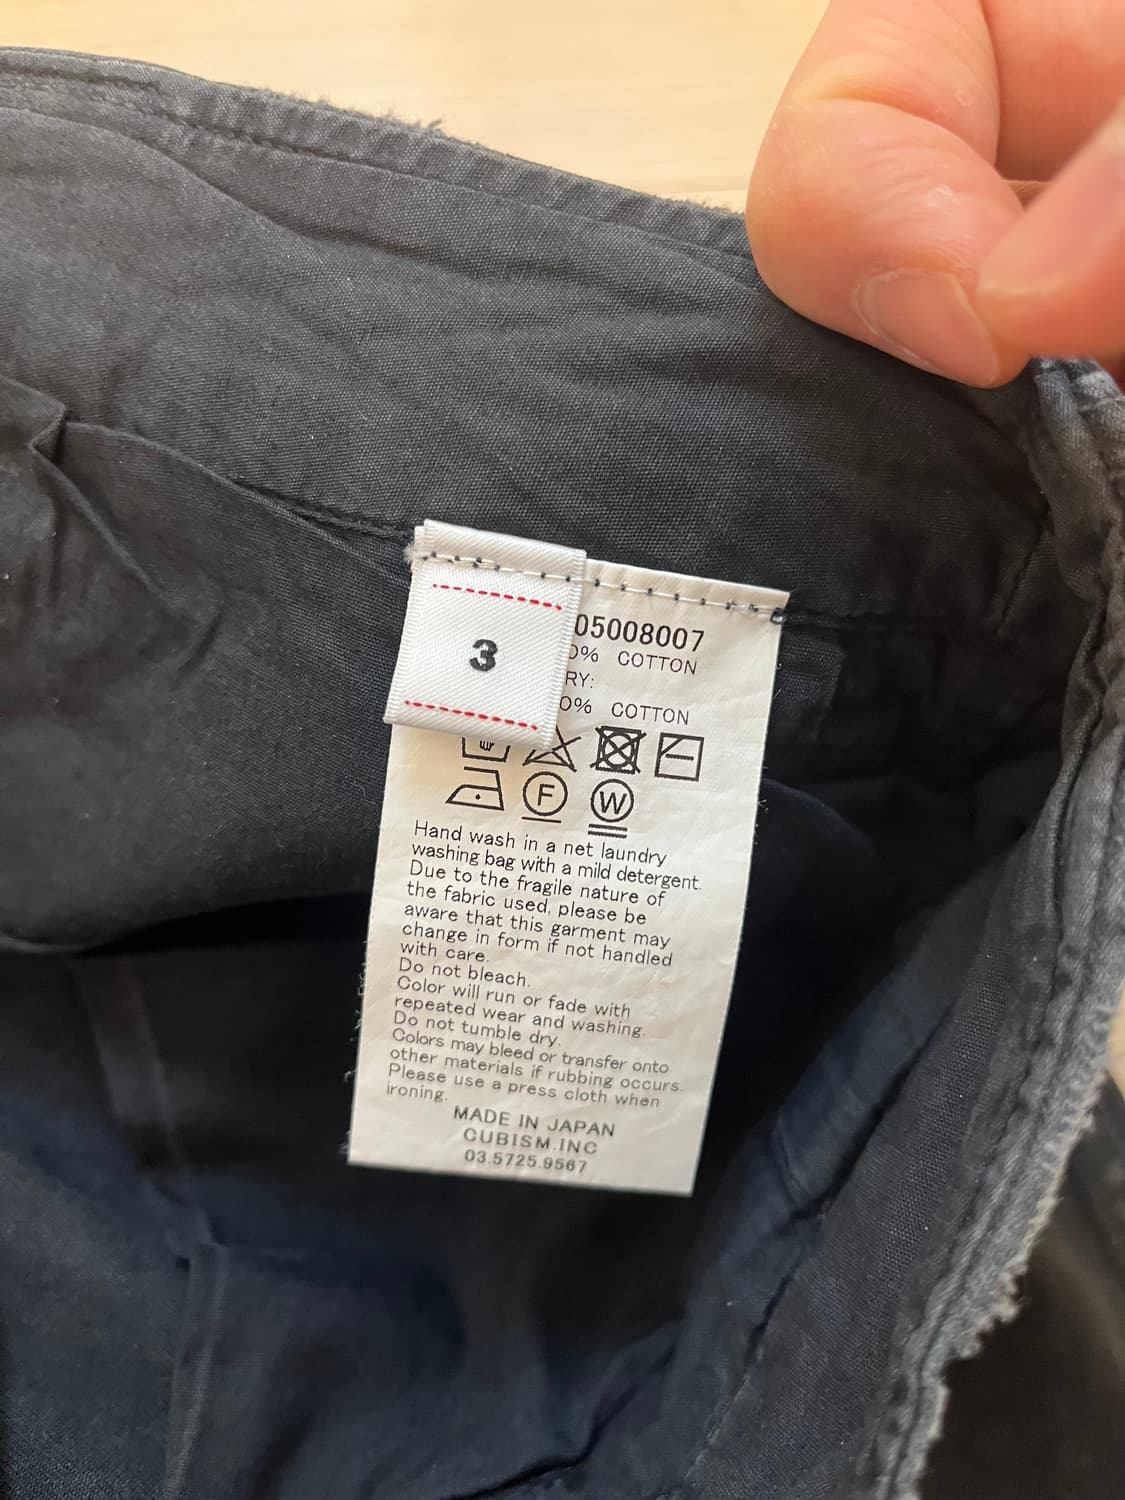 3
05008007
0% COTTON
RY:
0% COTTON
F
W
Hand wash in a net laundry
washing bag with a mild detergent.
Due to the fragile nature of
the fabric used, please be
aware that this garment may
change in form if not handled
with care.
Do not bleach.
Color will run or fade with
repeated wear and washing.
Do not tumble dry.
Colors may bleed or transfer onto
other materials if rubbing occurs.
Please use a press cloth when
ironing.
MADE IN JAPAN
CUBISM.INC
03.5725.9567